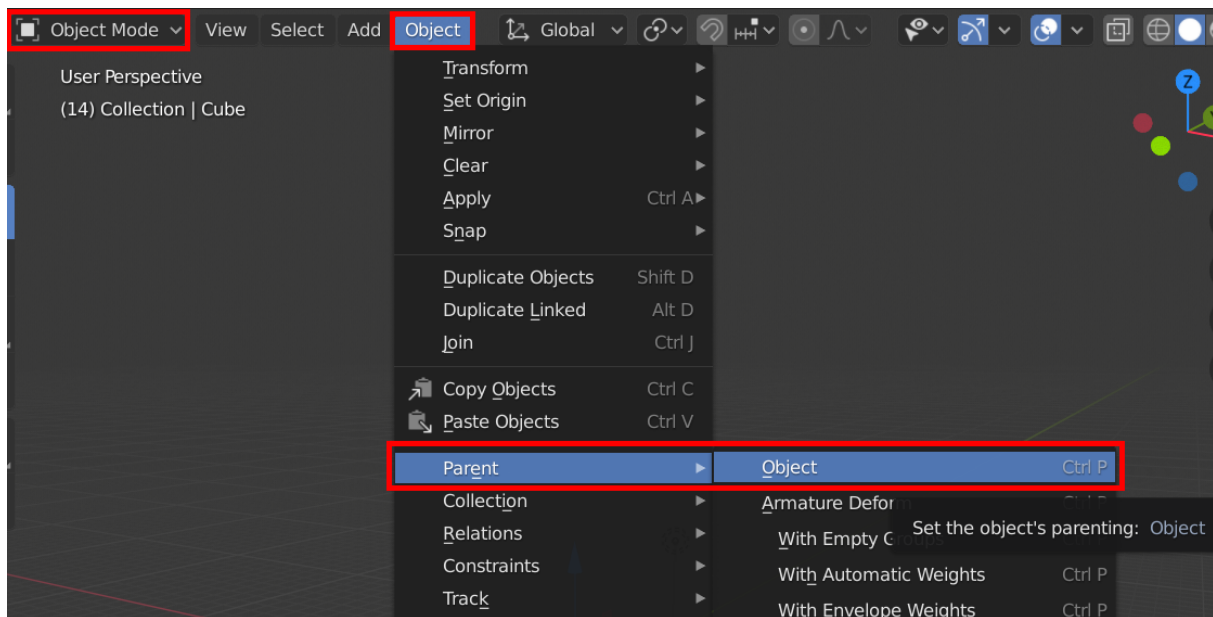 Object Mode View Select Add Object Global
User Perspective
(14) Collection | Cube
Transform
Set Origin
Mirror
Clear
Apply Ctrl A
Snap
Duplicate Objects Shift D
Duplicate Linked Alt D
Join Ctrl J
Copy Objects Ctrl C
Paste Objects Ctrl V
Parent Object Ctrl P
Collection Armature Defor
Relations With Empty Groups
Set the object's parenting: Object
Constraints With Automatic Weights Ctrl P
Track With Envelope Weights Ctrl P
Z